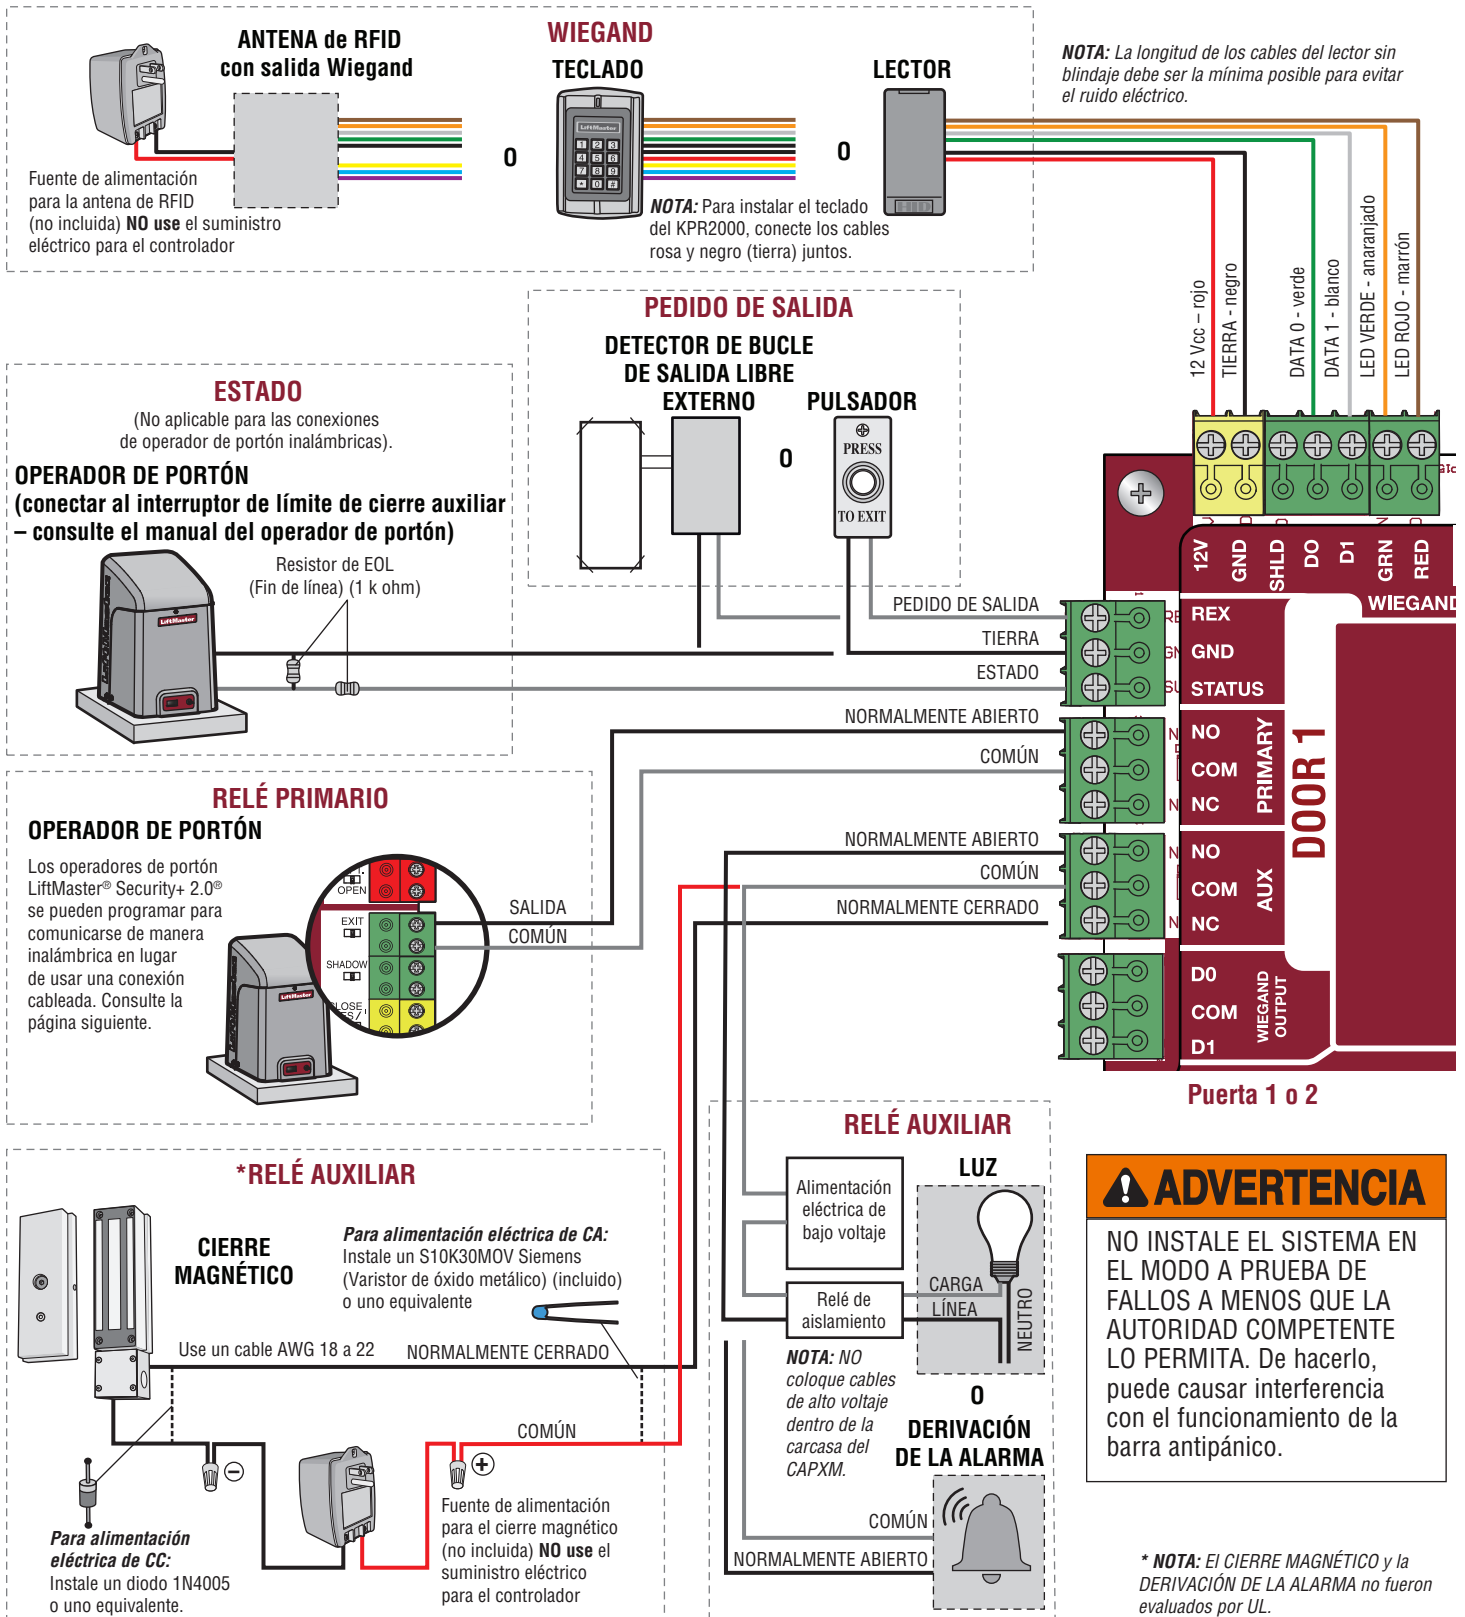 WIEGAND
ANTENA de RFID
con salida Wiegand
TECLADO
LECTOR
NOTA: La longitud de los cables del lector sin
blindaje debe ser la mínima posible para evitar
el ruido eléctrico.
LiftMaster
1 2 3
4 5 6
7 8 9
* 0 #
HID
O
O
Fuente de alimentación
para la antena de RFID
(no incluida) NO use el suministro
eléctrico para el controlador
NOTA: Para instalar el teclado
del KPR2000, conecte los cables
rosa y negro (tierra) juntos.
12 Vcc – rojo
TIERRA - negro
DATA 0 - verde
DATA 1 - blanco
LED VERDE - anaranjado
LED ROJO - marrón
PEDIDO DE SALIDA
DETECTOR DE BUCLE
DE SALIDA LIBRE
EXTERNO
O
PULSADOR
PRESS
TO EXIT
ESTADO
(No aplicable para las conexiones
de operador de portón inalámbricas).
OPERADOR DE PORTÓN
(conectar al interruptor de límite de cierre auxiliar
– consulte el manual del operador de portón)
Resistor de EOL
(Fin de línea) (1 k ohm)
LiftMaster
PEDIDO DE SALIDA
TIERRA
ESTADO
NORMALMENTE ABIERTO
COMÚN
NORMALMENTE ABIERTO
COMÚN
NORMALMENTE CERRADO
12V
GND
SHLD
DO
D1
GRN
RED
WIEGAND
REX
GND
STATUS
NO
COM
NC
PRIMARY
NO
COM
NC
AUX
DOOR 1
D0
COM
D1
WIEGAND
OUTPUT
Puerta 1 o 2
RELÉ PRIMARIO
OPERADOR DE PORTÓN
Los operadores de portón
LiftMaster® Security+ 2.0®
se pueden programar para
comunicarse de manera
inalámbrica en lugar
de usar una conexión
cableada. Consulte la
página siguiente.
OPEN
EXIT
SHADOW
LiftMaster
SALIDA
COMÚN
*RELÉ AUXILIAR
CIERRE
MAGNÉTICO
Para alimentación eléctrica de CA:
Instale un S10K30MOV Siemens
(Varistor de óxido metálico) (incluido)
o uno equivalente
Use un cable AWG 18 a 22
NORMALMENTE CERRADO
COMÚN
−
+
Para alimentación
eléctrica de CC:
Instale un diodo 1N4005
o uno equivalente.
Fuente de alimentación
para el cierre magnético
(no incluida) NO use el
suministro eléctrico
para el controlador
RELÉ AUXILIAR
LUZ
Alimentación
eléctrica de
bajo voltaje
Relé de
aislamiento
CARGA
LÍNEA
NEUTRO
NOTA: NO
coloque cables
de alto voltaje
dentro de la
carcasa del
CAPXM.
O
DERIVACIÓN
DE LA ALARMA
COMÚN
NORMALMENTE ABIERTO
ADVERTENCIA
NO INSTALE EL SISTEMA EN
EL MODO A PRUEBA DE
FALLOS A MENOS QUE LA
AUTORIDAD COMPETENTE
LO PERMITA. De hacerlo,
puede causar interferencia
con el funcionamiento de la
barra antipánico.
* NOTA: El CIERRE MAGNÉTICO y la
DERIVACIÓN DE LA ALARMA no fueron
evaluados por UL.